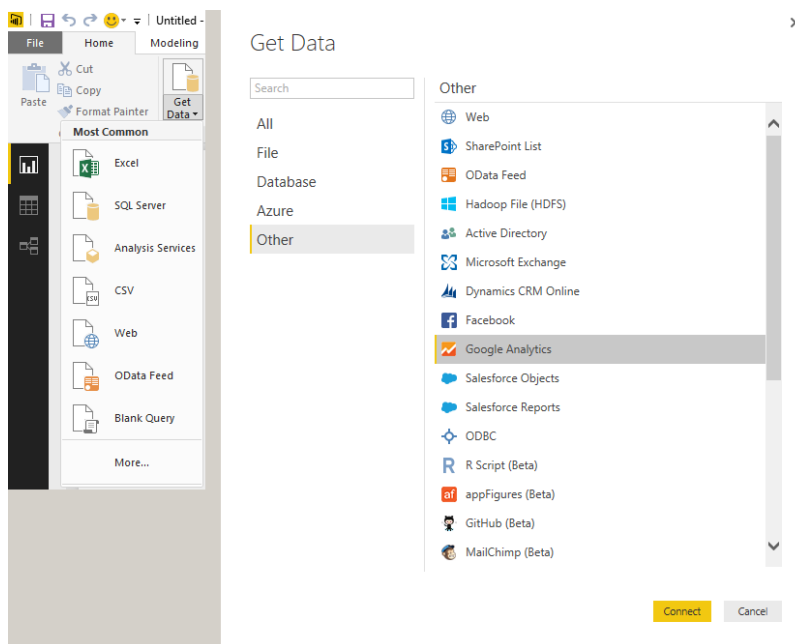 Untitled -
File Home Modeling
Cut
Copy
Format Painter
Paste
Get
Data
Most Common
Excel
SQL Server
Analysis Services
CSV
Web
OData Feed
Blank Query
More...
Get Data
Search
All
File
Database
Azure
Other
Other
Web
SharePoint List
OData Feed
Hadoop File (HDFS)
Active Directory
Microsoft Exchange
Dynamics CRM Online
Facebook
Google Analytics
Salesforce Objects
Salesforce Reports
ODBC
R Script (Beta)
appFigures (Beta)
GitHub (Beta)
MailChimp (Beta)
Connect Cancel